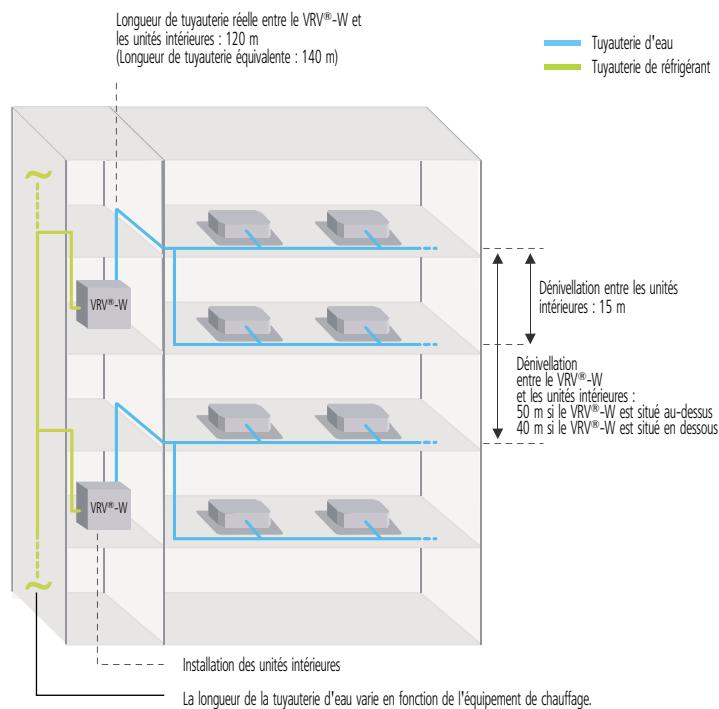 Longueur de tuyauterie réelle entre le VRV®-W et
les unités intérieures : 120 m
(Longueur de tuyauterie équivalente : 140 m)
Tuyauterie d'eau
Tuyauterie de réfrigérant
VRV®-W
Dénivellation entre les unités
intérieures : 15 m
Dénivellation
entre le VRV®-W
et les unités intérieures :
50 m si le VRV®-W est situé au-dessus
40 m si le VRV®-W est situé en dessous
VRV®-W
Installation des unités intérieures
La longueur de la tuyauterie d'eau varie en fonction de l'équipement de chauffage.